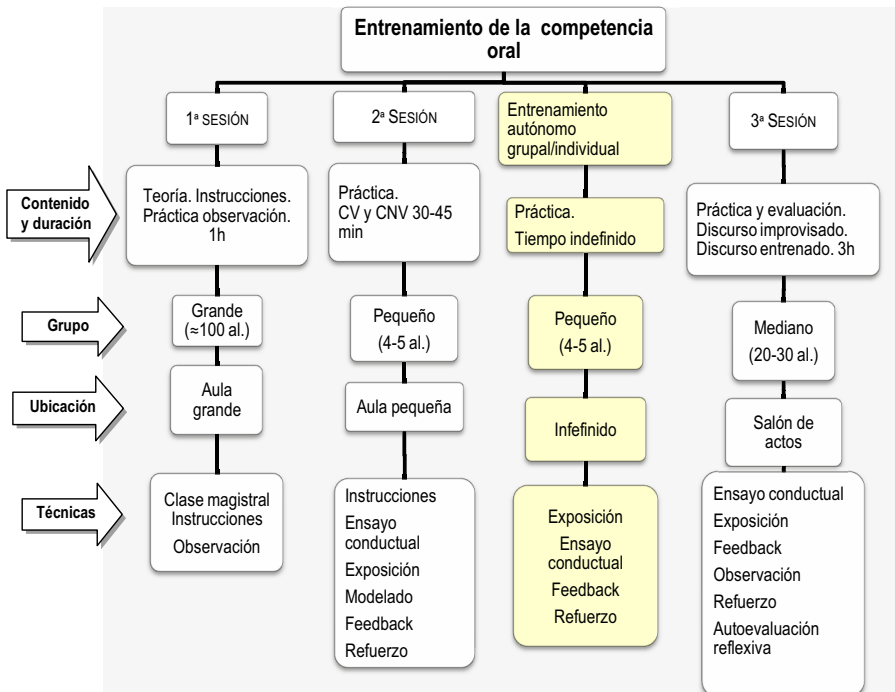 Entrenamiento de la competencia
oral
1ª SESIÓN
2ª SESIÓN
Entrenamiento
autónomo
grupal/individual
3ª SESIÓN
Contenido
y duración
Teoría. Instrucciones.
Práctica observación.
1h
Práctica.
CV y CNV 30-45
min
Práctica.
Tiempo indefinido
Práctica y evaluación.
Discurso improvisado.
Discurso entrenado. 3h
Grupo
Grande
(≈100 al.)
Pequeño
(4-5 al.)
Pequeño
(4-5 al.)
Mediano
(20-30 al.)
Ubicación
Aula
grande
Aula pequeña
Infefinido
Salón de
actos
Técnicas
Clase magistral
Instrucciones
Observación
Instrucciones
Ensayo
conductual
Exposición
Modelado
Feedback
Refuerzo
Exposición
Ensayo
conductual
Feedback
Refuerzo
Ensayo conductual
Exposición
Feedback
Observación
Refuerzo
Autoevaluación
reflexiva